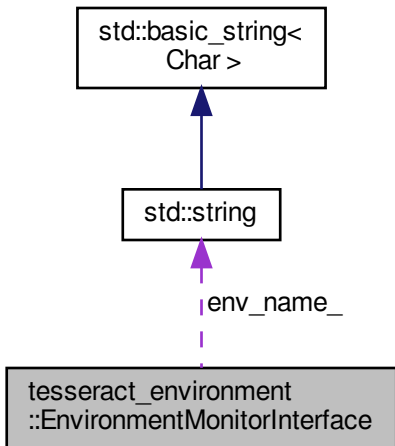 std::basic_string<
Char >
std::string
env_name_
tesseract_environment
::EnvironmentMonitorInterface